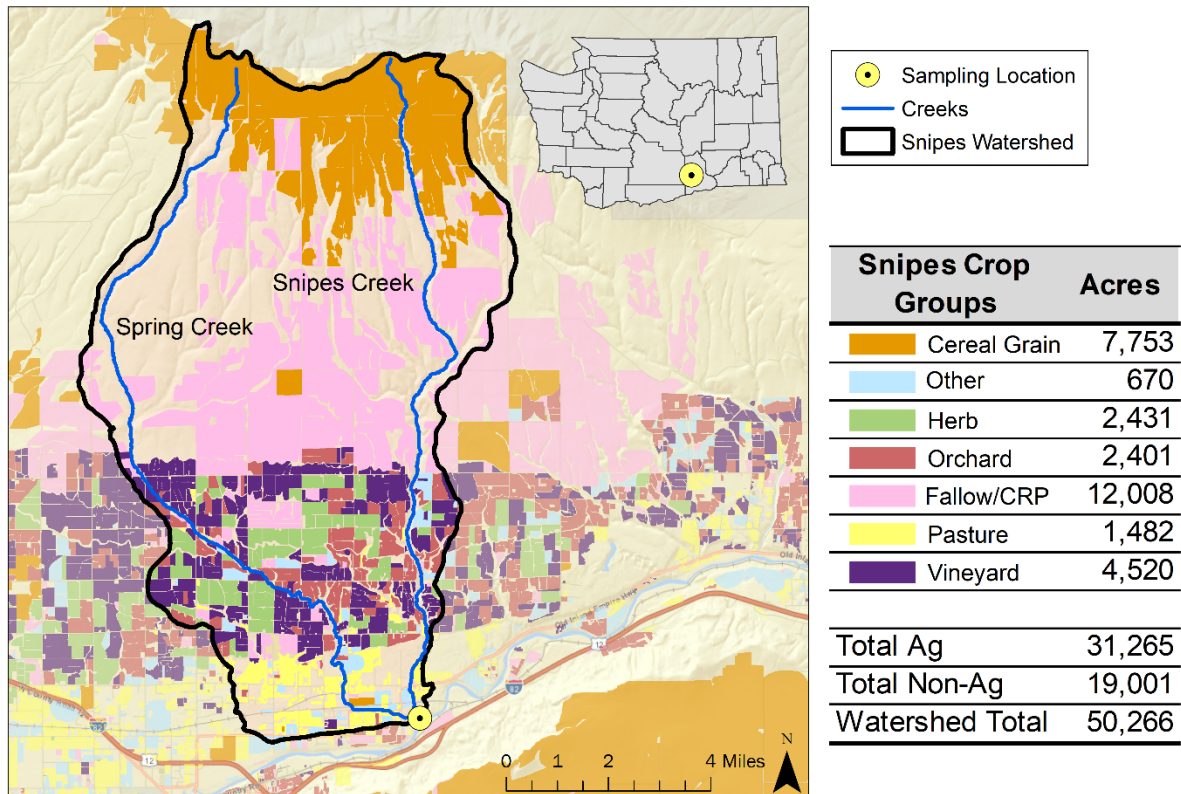 Sampling Location
Creeks
Snipes Watershed
Snipes Creek
Spring Creek
Snipes Crop Groups Acres
Cereal Grain 7,753
Other 670
Herb 2,431
Orchard 2,401
Fallow/CRP 12,008
Pasture 1,482
Vineyard 4,520
Total Ag 31,265
Total Non-Ag 19,001
Watershed Total 50,266
12
82
12
0 1 2 4 Miles
N